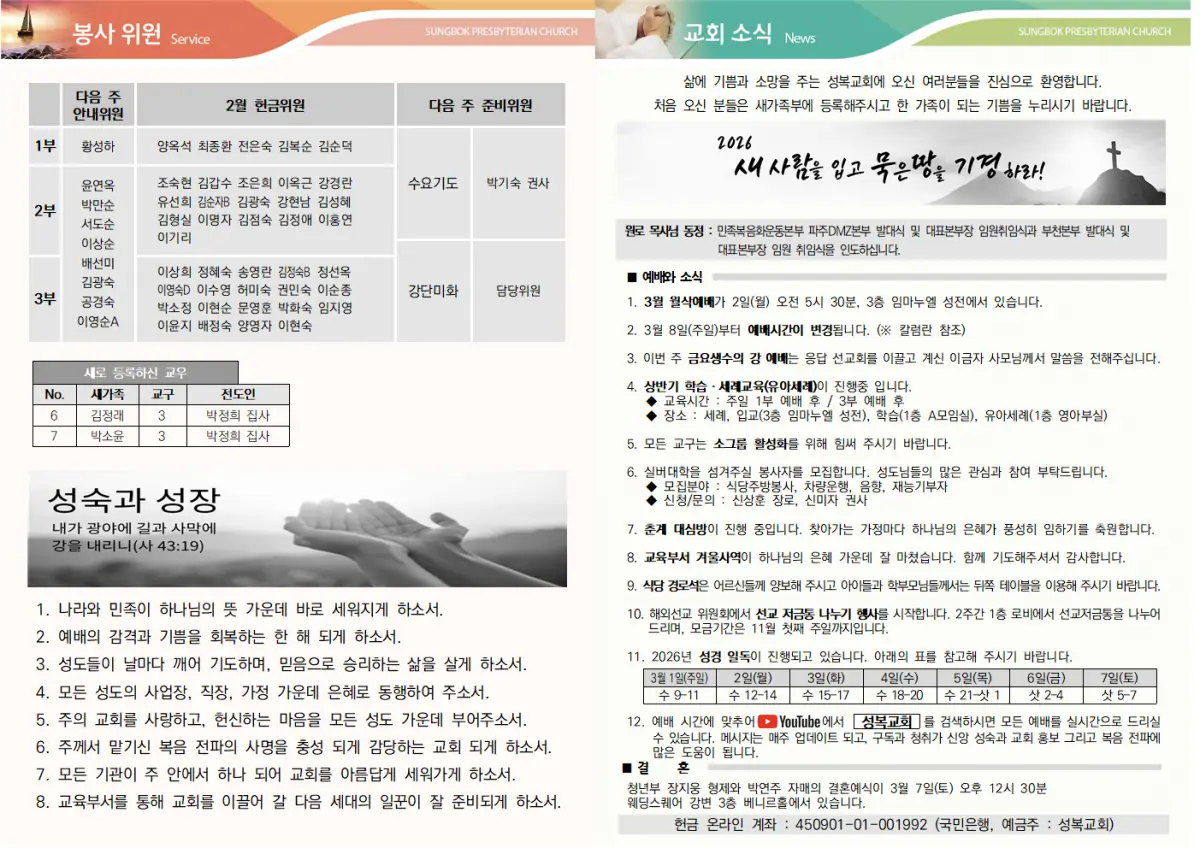 봉사 위원 Service
SUNGBOK PRESBYTERIAN CHURCH
다음 주 안내위원
2월 헌금위원
다음 주 준비위원
1부
황성하
양옥석 최종환 전은숙 김복순 김순덕
2부
3부
윤연옥
박만순
서도순
이상순
배선미
김광숙
공경숙
이영순A
조숙현 김갑수 조은희 이옥근 강경란
유선희 김순자B 김광숙 강현남 김성혜
김형실 이명자 김점숙 김정애 이홍연
이기리
이상희 정혜숙 송영란 김정숙B 정선옥
이영숙D 이수영 허미숙 권민숙 이순종
박소정 이현순 문영훈 박화숙 임지영
이윤지 배정숙 양영자 이현숙
수요기도
박기숙 권사
강단미화
담당위원
새로 등록하신 교우
No. 새가족 교구 전도인
6 김정래 3 박정희 집사
7 박소윤 3 박정희 집사
성숙과 성장
내가 광야에 길과 사막에
강을 내리니(사 43:19)
1. 나라와 민족이 하나님의 뜻 가운데 바로 세워지게 하소서.
2. 예배의 감격과 기쁨을 회복하는 한 해 되게 하소서.
3. 성도들이 날마다 깨어 기도하며, 믿음으로 승리하는 삶을 살게 하소서.
4. 모든 성도의 사업장, 직장, 가정 가운데 은혜로 동행하여 주소서.
5. 주의 교회를 사랑하고, 헌신하는 마음을 모든 성도 가운데 부어주소서.
6. 주께서 맡기신 복음 전파의 사명을 충성 되게 감당하는 교회 되게 하소서.
7. 모든 기관이 주 안에서 하나 되어 교회를 아름답게 세워가게 하소서.
8. 교육부서를 통해 교회를 이끌어 갈 다음 세대의 일꾼이 잘 준비되게 하소서.
교회 소식 News
SUNGBOK PRESBYTERIAN CHURCH
삶에 기쁨과 소망을 주는 성복교회에 오신 여러분들을 진심으로 환영합니다.
처음 오신 분들은 새가족부에 등록해주시고 한 가족이 되는 기쁨을 누리시기 바랍니다.
2026
새 사람을 입고 묵은땅을 기경하라!
원로 목사님 동정 : 민족복음화운동본부 파주DMZ본부 발대식 및 대표본부장 임원취임식과 부천본부 발대식 및
대표본부장 임원 취임식을 인도하십니다.
■ 예배와 소식
1. 3월 월삭예배가 2일(월) 오전 5시 30분, 3층 임마누엘 성전에서 있습니다.
2. 3월 8일(주일)부터 예배시간이 변경됩니다. (※ 칼럼란 참조)
3. 이번 주 금요생수의 강 예배는 응답 선교회를 이끌고 계신 이금자 사모님께서 말씀을 전해주십니다.
4. 상반기 학습·세례교육(유아세례)이 진행중 입니다.
◆ 교육시간 : 주일 1부 예배 후 / 3부 예배 후
◆ 장소 : 세례, 입교(3층 임마누엘 성전), 학습(1층 A모임실), 유아세례(1층 영아부실)
5. 모든 교구는 소그룹 활성화를 위해 힘써 주시기 바랍니다.
6. 실버대학을 섬겨주실 봉사자를 모집합니다. 성도님들의 많은 관심과 참여 부탁드립니다.
◆ 모집분야 : 식당주방봉사, 차량운행, 음향, 재능기부자
◆ 신청/문의 : 신상훈 장로, 신미자 권사
7. 춘계 대심방이 진행 중입니다. 찾아가는 가정마다 하나님의 은혜가 풍성히 임하기를 축원합니다.
8. 교육부서 겨울사역이 하나님의 은혜 가운데 잘 마쳤습니다. 함께 기도해주셔서 감사합니다.
9. 식당 경로석은 어르신들께 양보해 주시고 아이들과 학부모님들께서는 뒤쪽 테이블을 이용해 주시기 바랍니다.
10. 해외선교 위원회에서 선교 저금통 나누기 행사를 시작합니다. 2주간 1층 로비에서 선교저금통을 나누어
드리며, 모금기간은 11월 첫째 주일까지입니다.
11. 2026년 성경 일독이 진행되고 있습니다. 아래의 표를 참고해 주시기 바랍니다.
3월 1일(주일) 2일(월) 3일(화) 4일(수) 5일(목) 6일(금) 7일(토)
수 9-11 수 12-14 수 15-17 수 18-20 수 21-삿 1 삿 2-4 삿 5-7
12. 예배 시간에 맞추어 YouTube에서 성복교회 를 검색하시면 모든 예배를 실시간으로 드리실
수 있습니다. 메시지는 매주 업데이트 되고, 구독과 청취가 신앙 성숙과 교회 홍보 그리고 복음 전파에
많은 도움이 됩니다.
■ 결 혼
청년부 장지웅 형제와 박연주 자매의 결혼예식이 3월 7일(토) 오후 12시 30분
웨딩스퀘어 강변 3층 베니르홀에서 있습니다.
헌금 온라인 계좌 : 450901-01-001992 (국민은행, 예금주 : 성복교회)